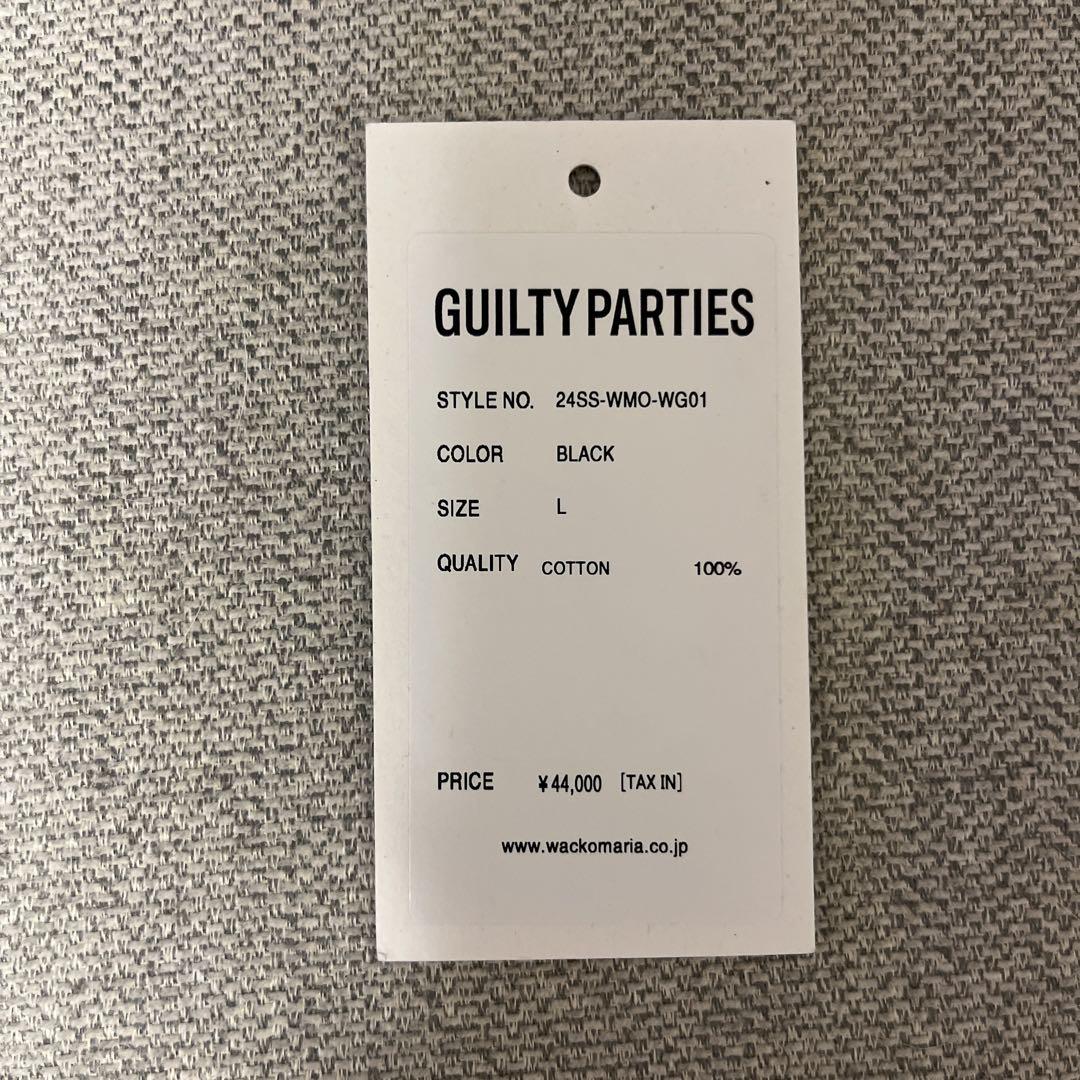 GUILTY PARTIES
STYLE NO. 24SS-WMO-WG01
COLOR BLACK
SIZE L
QUALITY COTTON 100%
PRICE ¥44,000 [TAX IN]
www.wackomaria.co.jp